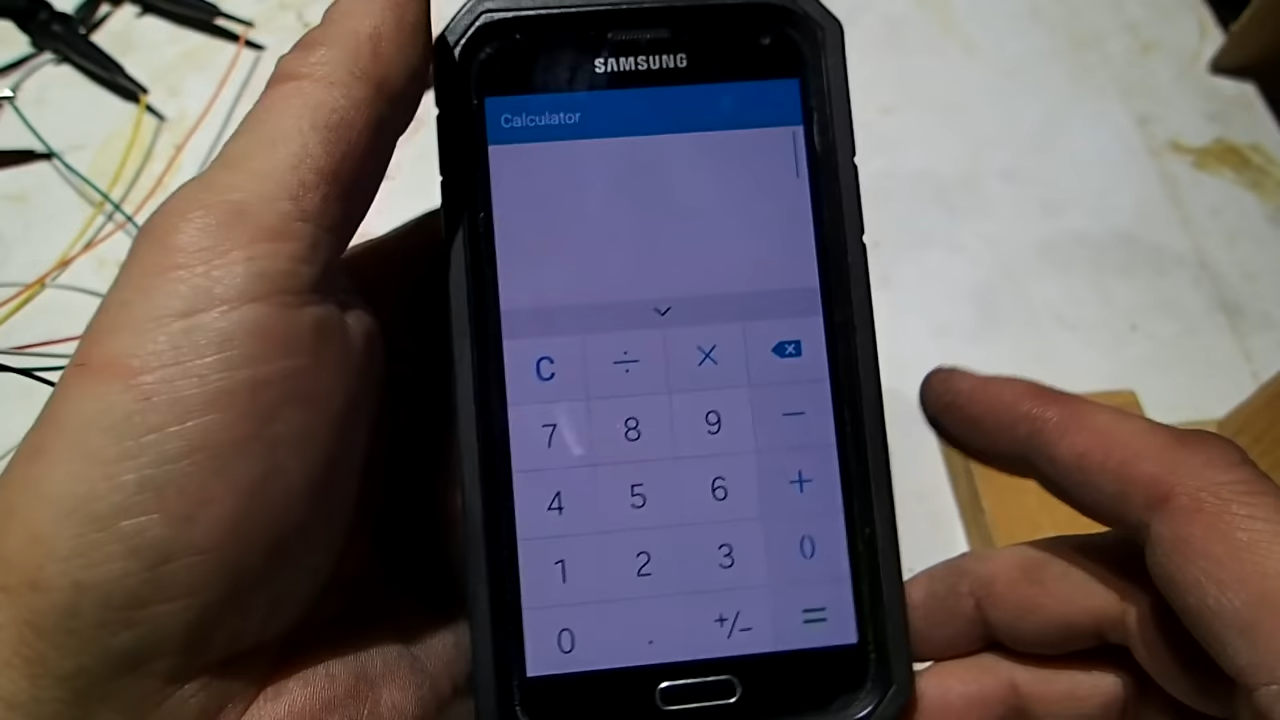 SAMSUNG
Calculator
C ÷ ×
7 8 9 −
4 5 6 +
1 2 3 ()
0 . +/− =